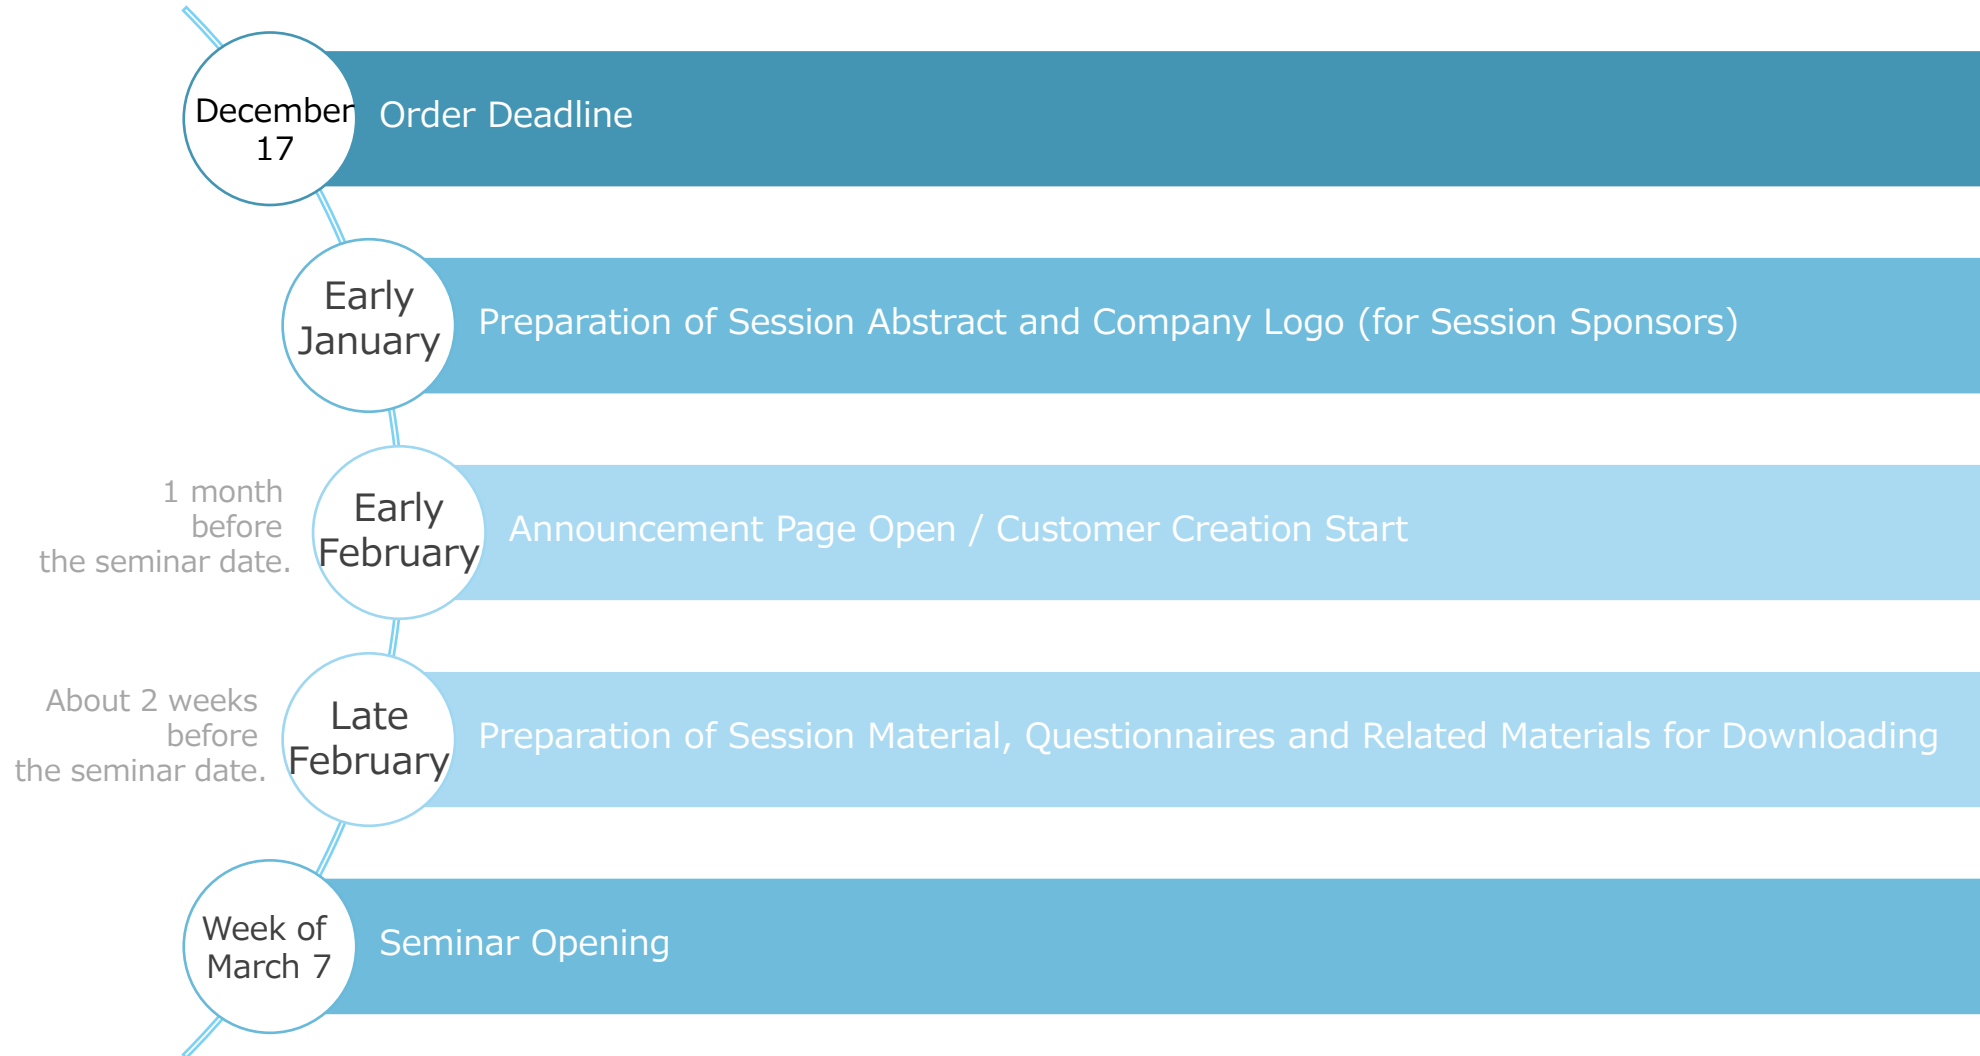 December
17
Order Deadline
Early
January
Preparation of Session Abstract and Company Logo (for Session Sponsors)
1 month
before
the seminar date.
Early
February
Announcement Page Open / Customer Creation Start
About 2 weeks
before
the seminar date.
Late
February
Preparation of Session Material, Questionnaires and Related Materials for Downloading
Week of
March 7
Seminar Opening